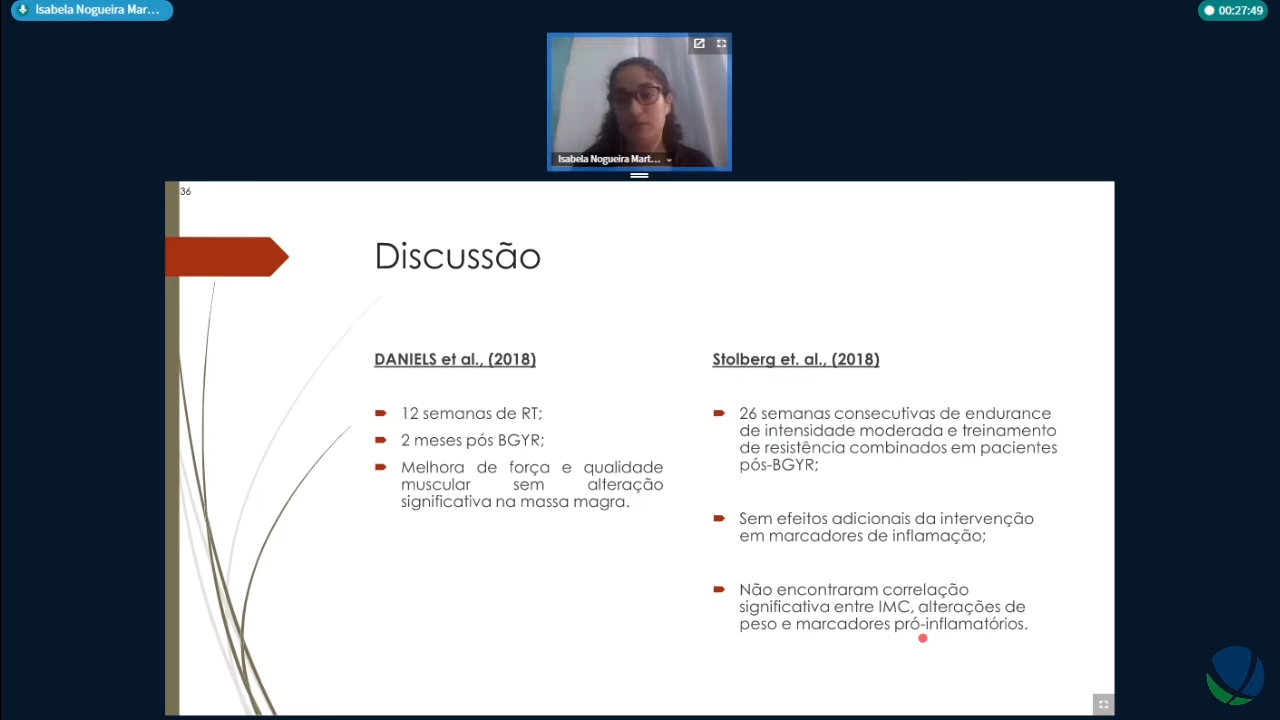 Isabela Nogueira Mar...
00:27:49
Isabela Nogueira Mart...
36
Discussão
DANIELS et al., (2018)
12 semanas de RT;
2 meses pós BGYR;
Melhora de força e qualidade
muscular sem alteração
significativa na massa magra.
Stolberg et. al., (2018)
26 semanas consecutivas de endurance
de intensidade moderada e treinamento
de resistência combinados em pacientes
pós-BGYR;
Sem efeitos adicionais da intervenção
em marcadores de inflamação;
Não encontraram correlação
significativa entre IMC, alterações de
peso e marcadores pró-inflamatórios.